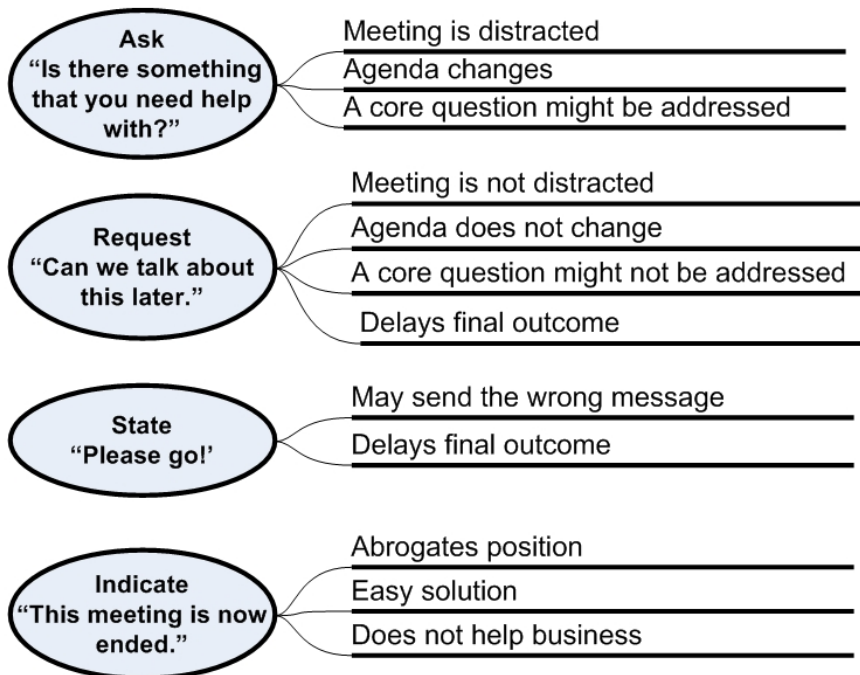 Ask
“Is there something
that you need help
with?”
Meeting is distracted
Agenda changes
A core question might be addressed
Request
“Can we talk about
this later.”
Meeting is not distracted
Agenda does not change
A core question might not be addressed
Delays final outcome
State
“Please go!’
May send the wrong message
Delays final outcome
Indicate
“This meeting is now
ended.”
Abrogates position
Easy solution
Does not help business